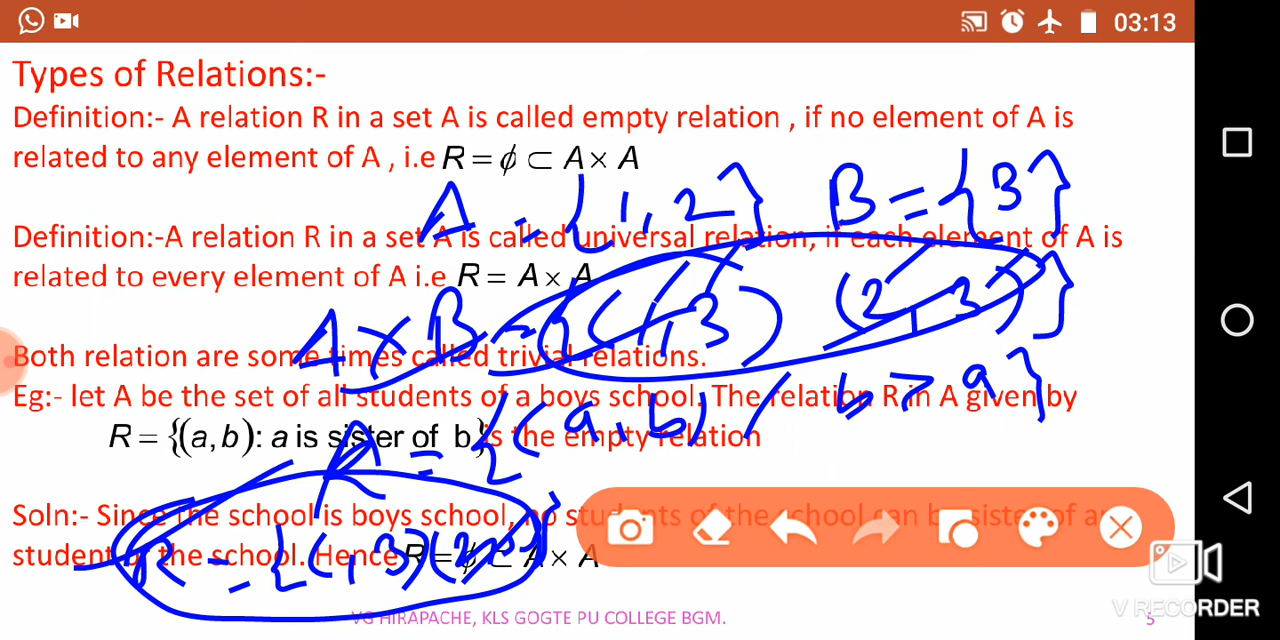 03:13
Types of Relations:-
Definition:- A relation R in a set A is called empty relation , if no element of A is
related to any element of A , i.e R = ϕ ⊂ A × A
A = {1, 2} B = {3}
Definition:-A relation R in a set A is called universal relation, if each element of A is
related to every element of A i.e R = A × A
A × B = {(1,3) (2,3)}
Both relation are some times called trivial relations.
Eg:- let A be the set of all students of a boys school. The relation R in A given by
R = {(a,b) / b > a}
R = {(a,b): a is sister of b} is the empty relation
Soln:- Since the school is boys school, no students of the school can be sister of a
student of the school. Hence R = ϕ ⊂ A × A
R = {(1,3)(2,3)}
VG HIRAPACHE, KLS GOGTE PU COLLEGE BGM. 5
V RECORDER